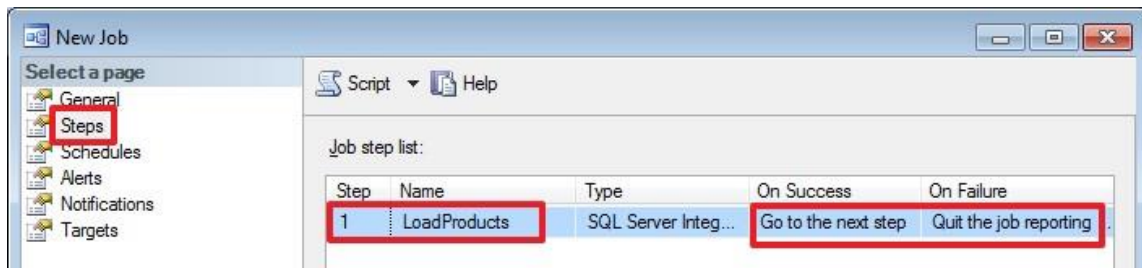 New Job
Select a page
General
Steps
Schedules
Alerts
Notifications
Targets
Script Help
Job step list:
Step Name Type On Success On Failure
1 LoadProducts SQL Server Integ... Go to the next step Quit the job reporting ...